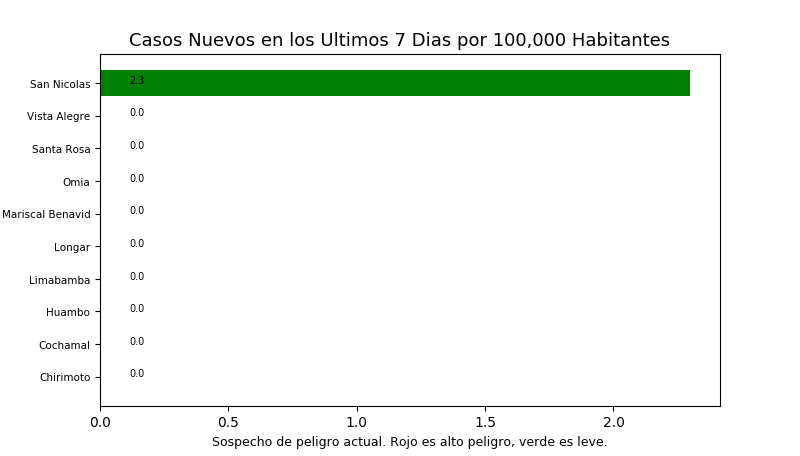 Casos Nuevos en los Ultimos 7 Dias por 100,000 Habitantes
San Nicolas 2.3
Vista Alegre 0.0
Santa Rosa 0.0
Omia 0.0
Mariscal Benavid 0.0
Longar 0.0
Limabamba 0.0
Huambo 0.0
Cochamal 0.0
Chirimoto 0.0
0.0 0.5 1.0 1.5 2.0
Sospecho de peligro actual. Rojo es alto peligro, verde es leve.